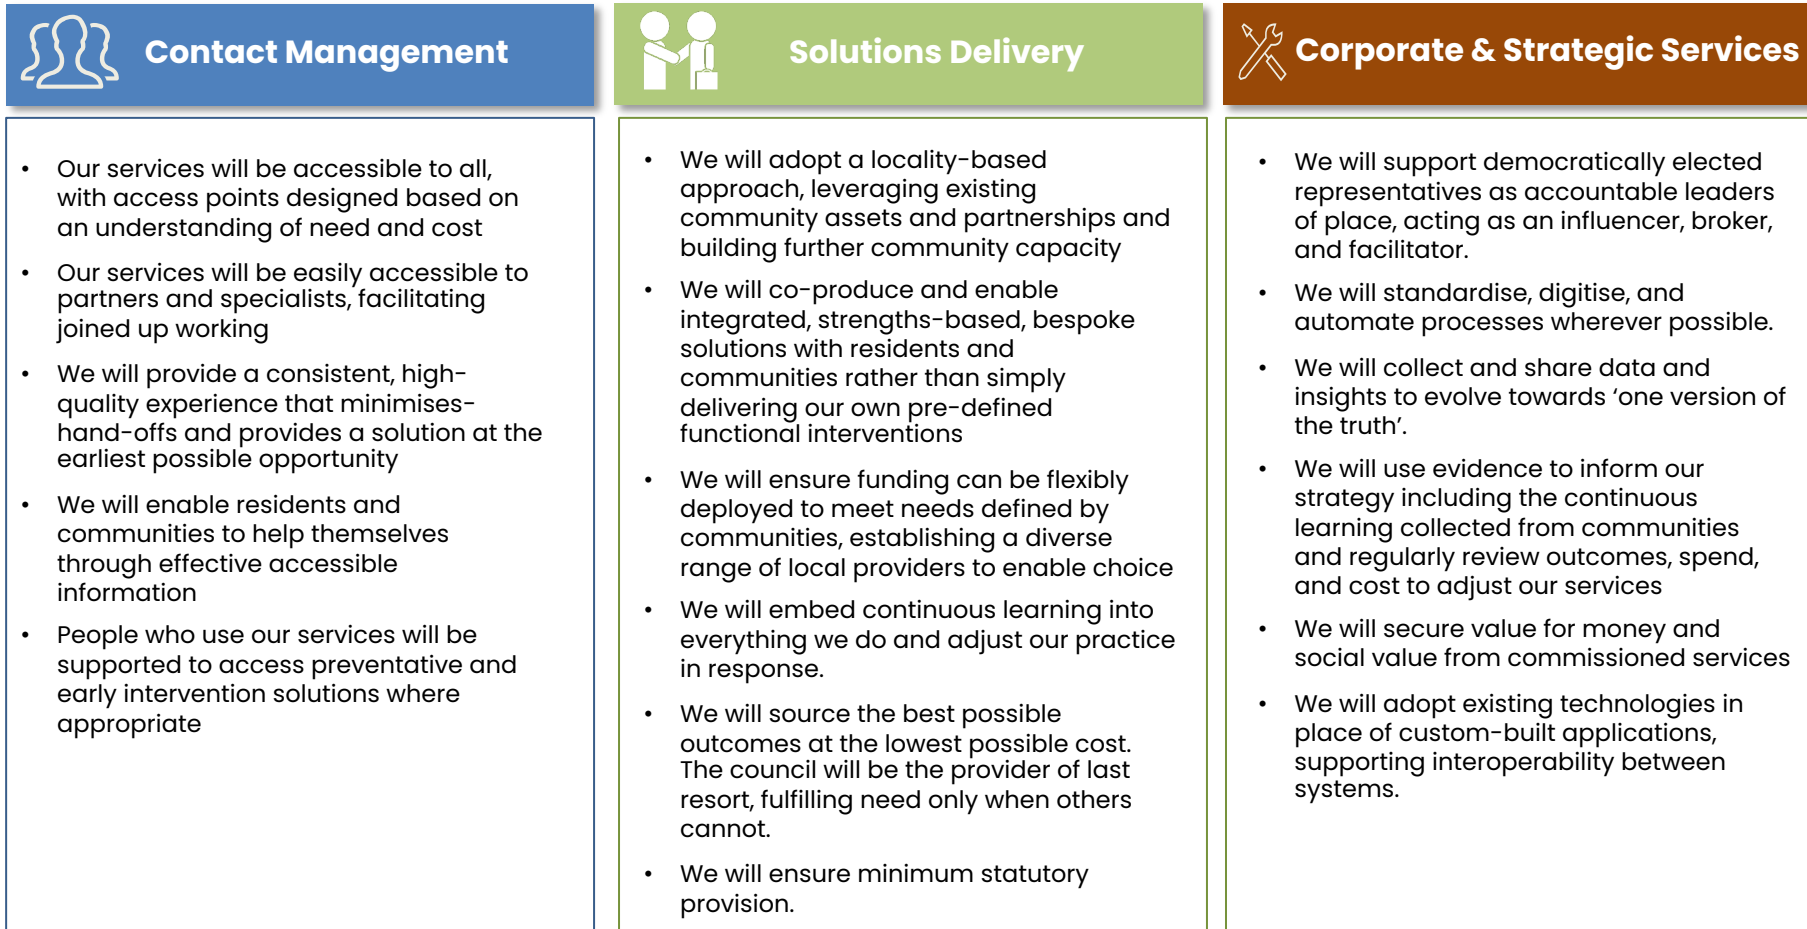 Contact Management
• Our services will be accessible to all,
with access points designed based on
an understanding of need and cost
• Our services will be easily accessible to
partners and specialists, facilitating
joined up working
• We will provide a consistent, high-
quality experience that minimises-
hand-offs and provides a solution at the
earliest possible opportunity
• We will enable residents and
communities to help themselves
through effective accessible
information
• People who use our services will be
supported to access preventative and
early intervention solutions where
appropriate
Solutions Delivery
• We will adopt a locality-based
approach, leveraging existing
community assets and partnerships and
building further community capacity
• We will co-produce and enable
integrated, strengths-based, bespoke
solutions with residents and
communities rather than simply
delivering our own pre-defined
functional interventions
• We will ensure funding can be flexibly
deployed to meet needs defined by
communities, establishing a diverse
range of local providers to enable choice
• We will embed continuous learning into
everything we do and adjust our practice
in response.
• We will source the best possible
outcomes at the lowest possible cost.
The council will be the provider of last
resort, fulfilling need only when others
cannot.
• We will ensure minimum statutory
provision.
Corporate & Strategic Services
• We will support democratically elected
representatives as accountable leaders
of place, acting as an influencer, broker,
and facilitator.
• We will standardise, digitise, and
automate processes wherever possible.
• We will collect and share data and
insights to evolve towards ‘one version of
the truth’.
• We will use evidence to inform our
strategy including the continuous
learning collected from communities
and regularly review outcomes, spend,
and cost to adjust our services
• We will secure value for money and
social value from commissioned services
• We will adopt existing technologies in
place of custom-built applications,
supporting interoperability between
systems.